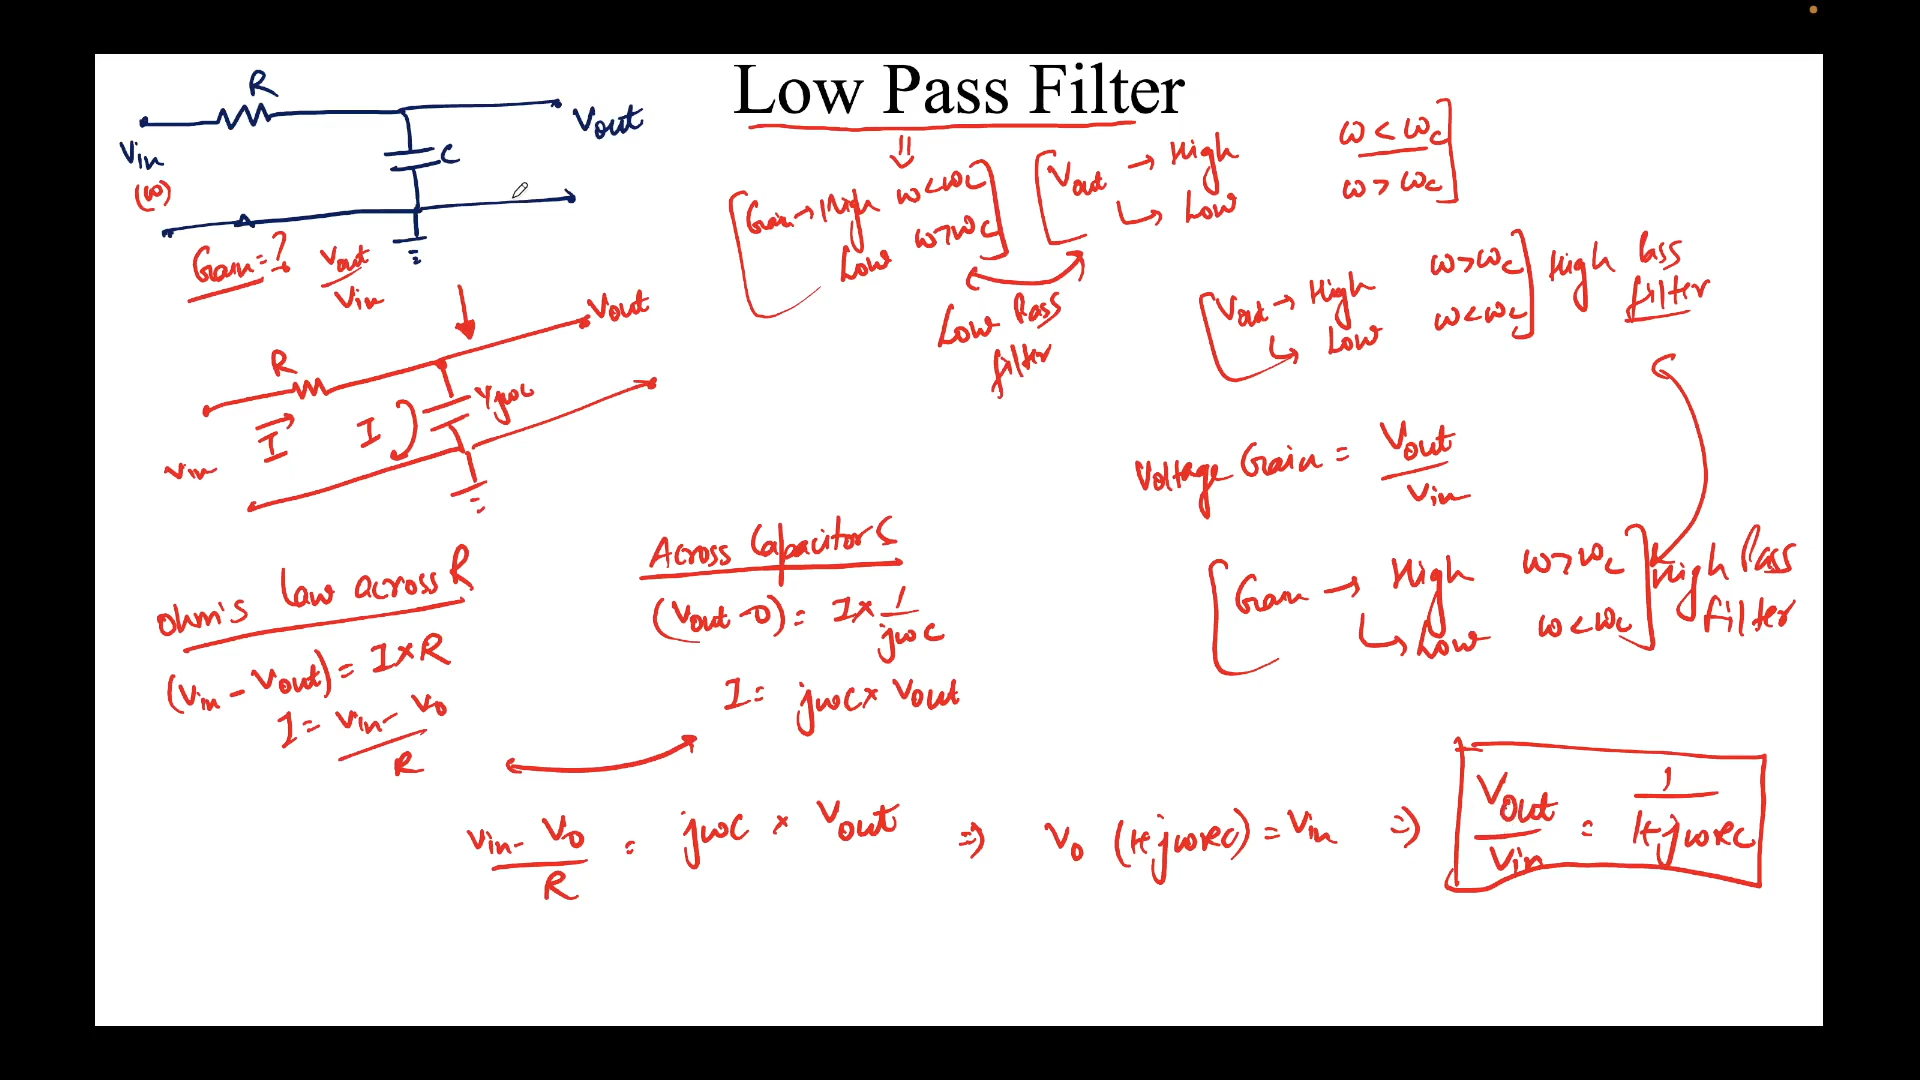 Low Pass Filter
R
Vin
(ω)
C
Vout
Gain = ?
Vout
Vin
Gain → High ω<ωc
Low ω>ωc
Vout → High
↳ Low
ω < ωc
ω > ωc
Low Pass
filter
Vout → High ω>ωc
↳ Low ω<ωc
High Pass
filter
Vout
R
I
I
1/jωc
Vin
Voltage Gain = Vout
Vin
Gain → High ω>ωc
↳ Low ω<ωc
High Pass
filter
ohm's Law across R
(Vin - Vout) = I×R
I = Vin - Vo
R
Across Capacitor C
(Vout - 0) = I × 1
jωc
I = jωc × Vout
Vin - Vo = jωc × Vout ⇒ Vo (1+jωRC) = Vin ⇒ Vout = 1
R
Vin 1+jωRC